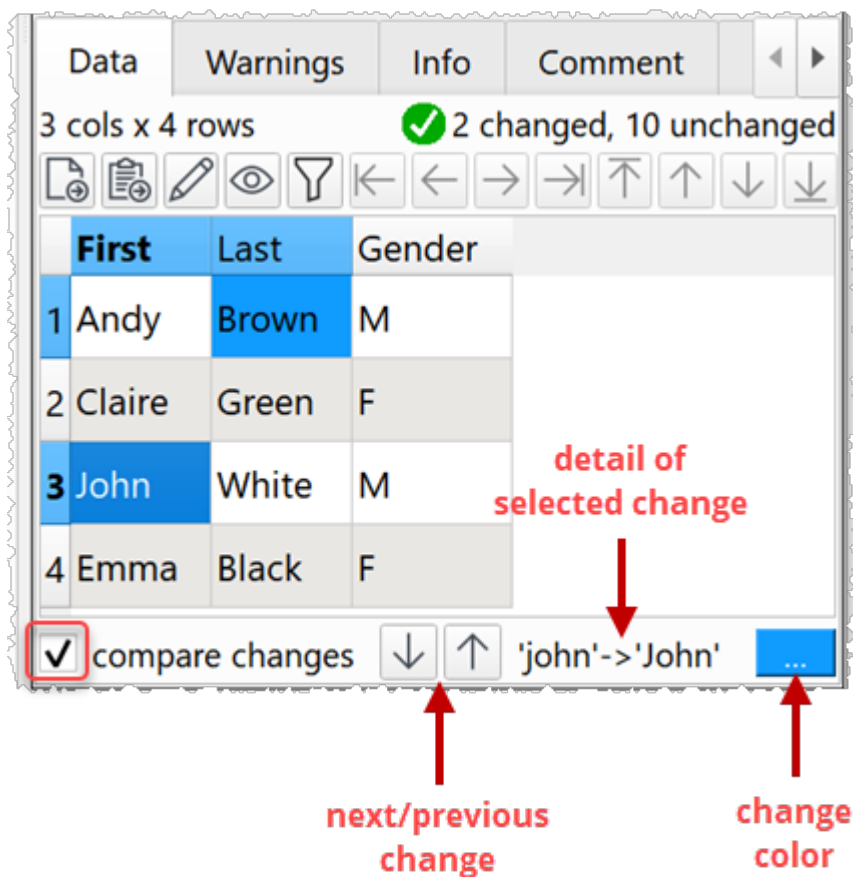 Data Warnings Info Comment
3 cols x 4 rows 2 changed, 10 unchanged
First Last Gender
1 Andy Brown M
2 Claire Green F
3 John White M
4 Emma Black F
detail of
selected change
compare changes 'john'->'John' ...
next/previous
change
change
color